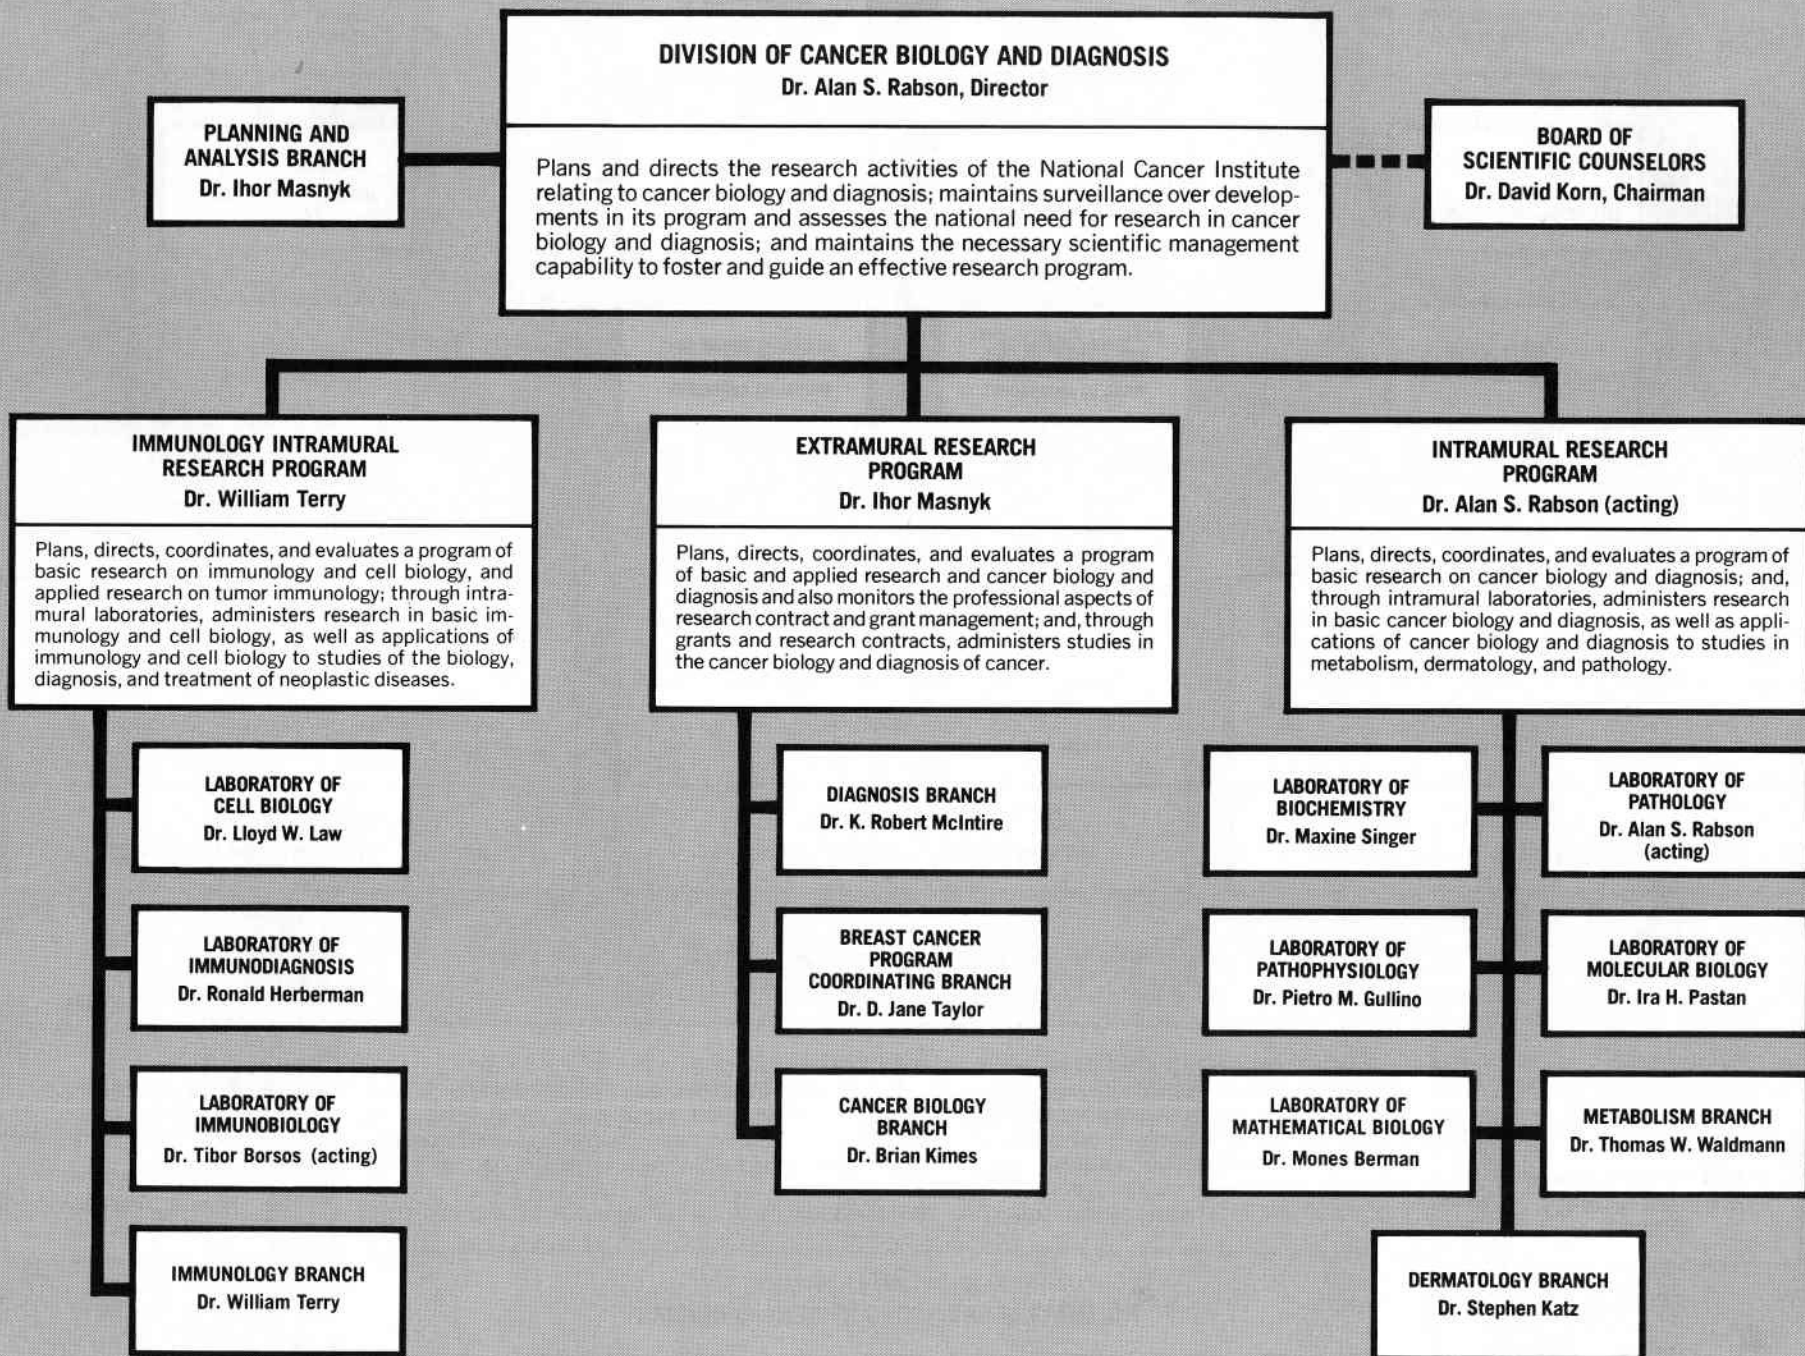 DIVISION OF CANCER BIOLOGY AND DIAGNOSIS
Dr. Alan S. Rabson, Director
Plans and directs the research activities of the National Cancer Institute
relating to cancer biology and diagnosis; maintains surveillance over develop-
ments in its program and assesses the national need for research in cancer
biology and diagnosis; and maintains the necessary scientific management
capability to foster and guide an effective research program.
PLANNING AND
ANALYSIS BRANCH
Dr. Ihor Masnyk
BOARD OF
SCIENTIFIC COUNSELORS
Dr. David Korn, Chairman
IMMUNOLOGY INTRAMURAL
RESEARCH PROGRAM
Dr. William Terry
Plans, directs, coordinates, and evaluates a program of
basic research on immunology and cell biology, and
applied research on tumor immunology; through intra-
mural laboratories, administers research in basic im-
munology and cell biology, as well as applications of
immunology and cell biology to studies of the biology,
diagnosis, and treatment of neoplastic diseases.
LABORATORY OF
CELL BIOLOGY
Dr. Lloyd W. Law
LABORATORY OF
IMMUNODIAGNOSIS
Dr. Ronald Herberman
LABORATORY OF
IMMUNOBIOLOGY
Dr. Tibor Borsos (acting)
IMMUNOLOGY BRANCH
Dr. William Terry
EXTRAMURAL RESEARCH
PROGRAM
Dr. Ihor Masnyk
Plans, directs, coordinates, and evaluates a program
of basic and applied research and cancer biology and
diagnosis and also monitors the professional aspects of
research contract and grant management; and, through
grants and research contracts, administers studies in
the cancer biology and diagnosis of cancer.
DIAGNOSIS BRANCH
Dr. K. Robert McIntire
BREAST CANCER
PROGRAM
COORDINATING BRANCH
Dr. D. Jane Taylor
CANCER BIOLOGY
BRANCH
Dr. Brian Kimes
INTRAMURAL RESEARCH
PROGRAM
Dr. Alan S. Rabson (acting)
Plans, directs, coordinates, and evaluates a program of
basic research on cancer biology and diagnosis; and,
through intramural laboratories, administers research
in basic cancer biology and diagnosis, as well as appli-
cations of cancer biology and diagnosis to studies in
metabolism, dermatology, and pathology.
LABORATORY OF
BIOCHEMISTRY
Dr. Maxine Singer
LABORATORY OF
PATHOLOGY
Dr. Alan S. Rabson
(acting)
LABORATORY OF
PATHOPHYSIOLOGY
Dr. Pietro M. Gullino
LABORATORY OF
MOLECULAR BIOLOGY
Dr. Ira H. Pastan
LABORATORY OF
MATHEMATICAL BIOLOGY
Dr. Mones Berman
METABOLISM BRANCH
Dr. Thomas W. Waldmann
DERMATOLOGY BRANCH
Dr. Stephen Katz